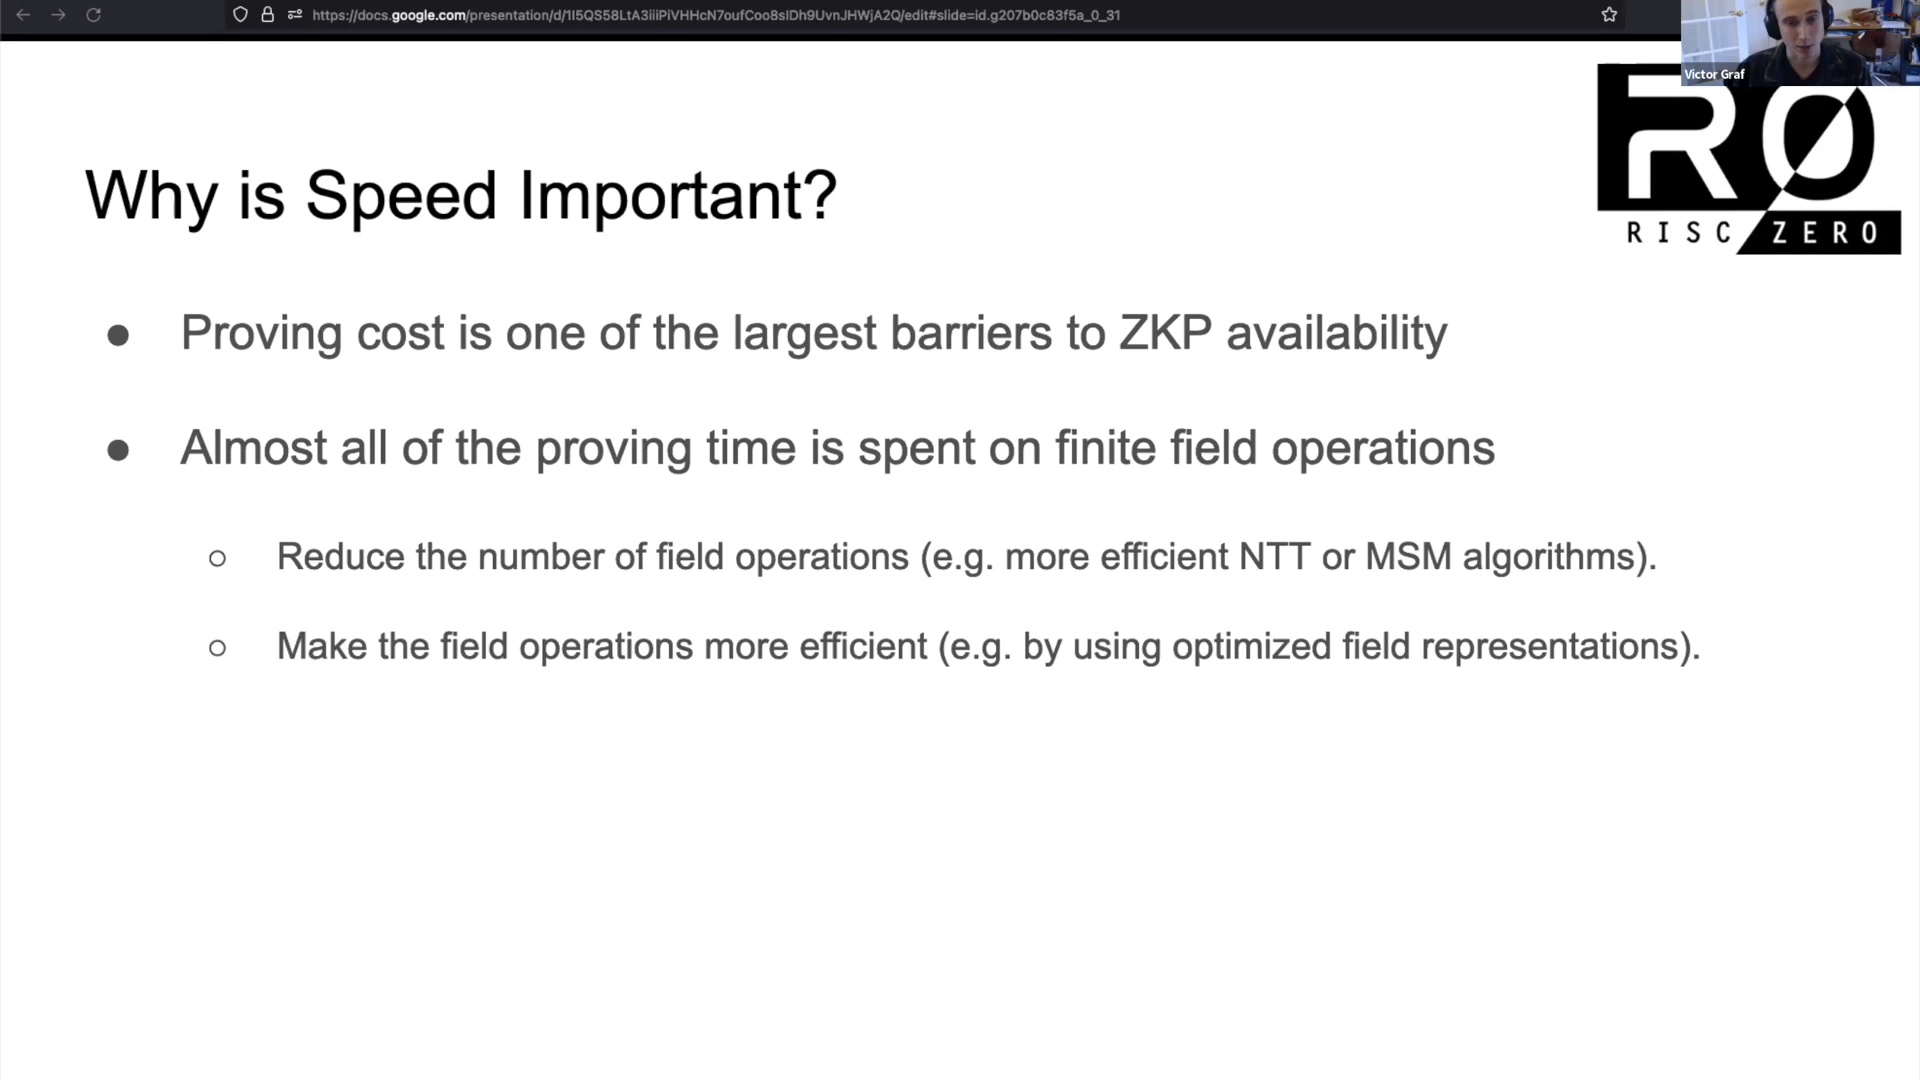 https://docs.google.com/presentation/d/1I5QS58LtA3iiiPiVHHcN7oufCoo8sIDh9UvnJHWjA2Q/edit#slide=id.g207b0c83f5a_0_31
Victor Graf
RO
RISC ZERO
Why is Speed Important?
● Proving cost is one of the largest barriers to ZKP availability
● Almost all of the proving time is spent on finite field operations
○ Reduce the number of field operations (e.g. more efficient NTT or MSM algorithms).
○ Make the field operations more efficient (e.g. by using optimized field representations).